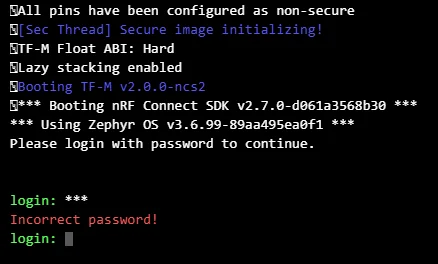 All pins have been configured as non-secure
[Sec Thread] Secure image initializing!
TF-M Float ABI: Hard
Lazy stacking enabled
Booting TF-M v2.0.0-ncs2
*** Booting nRF Connect SDK v2.7.0-d061a3568b30 ***
*** Using Zephyr OS v3.6.99-89aa495ea0f1 ***
Please login with password to continue.
login: ***
Incorrect password!
login: